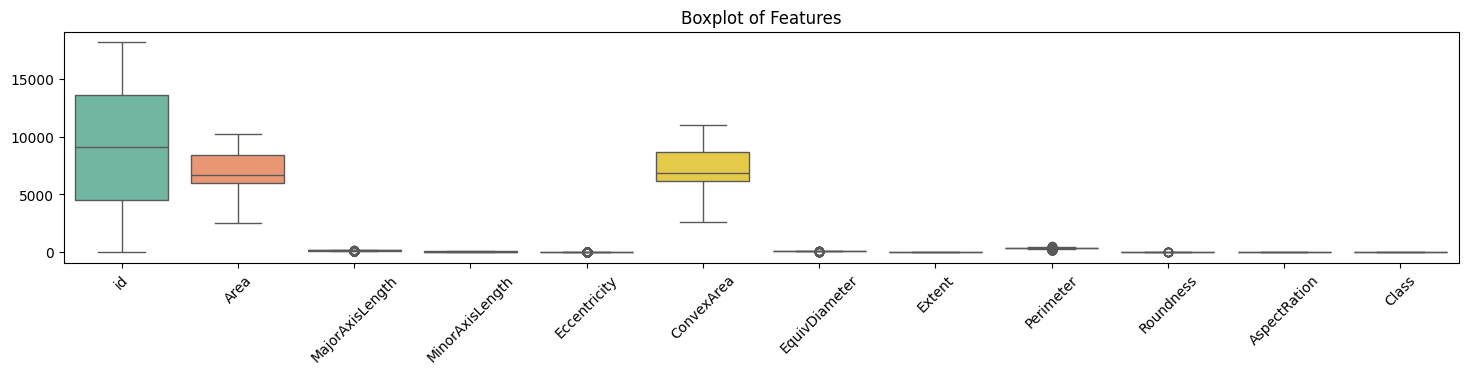 Boxplot of Features
15000
10000
5000
0
id
Area
MajorAxisLength
MinorAxisLength
Eccentricity
ConvexArea
EquivDiameter
Extent
Perimeter
Roundness
AspectRation
Class